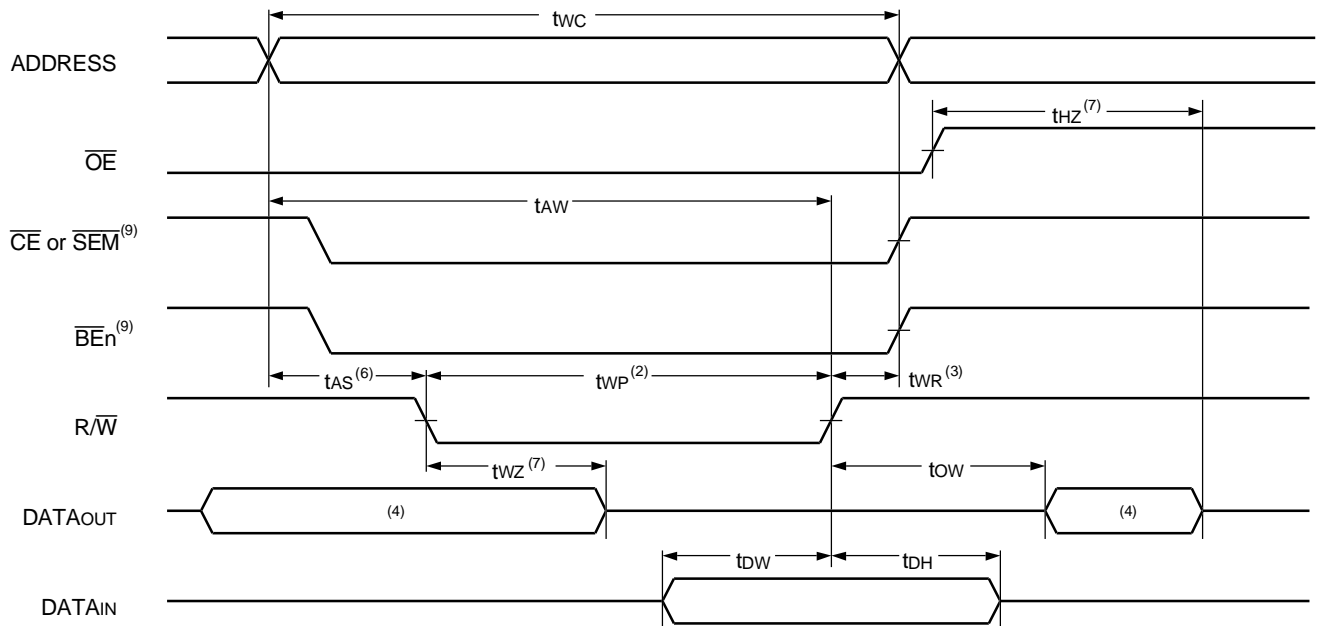 tWC
ADDRESS
tHZ(7)
OE
tAW
CE or SEM(9)
BEn(9)
tAS(6) tWP(2) tWR(3)
R/W
tWZ(7) tOW
DATAOUT (4) (4)
tDW tDH
DATAIN